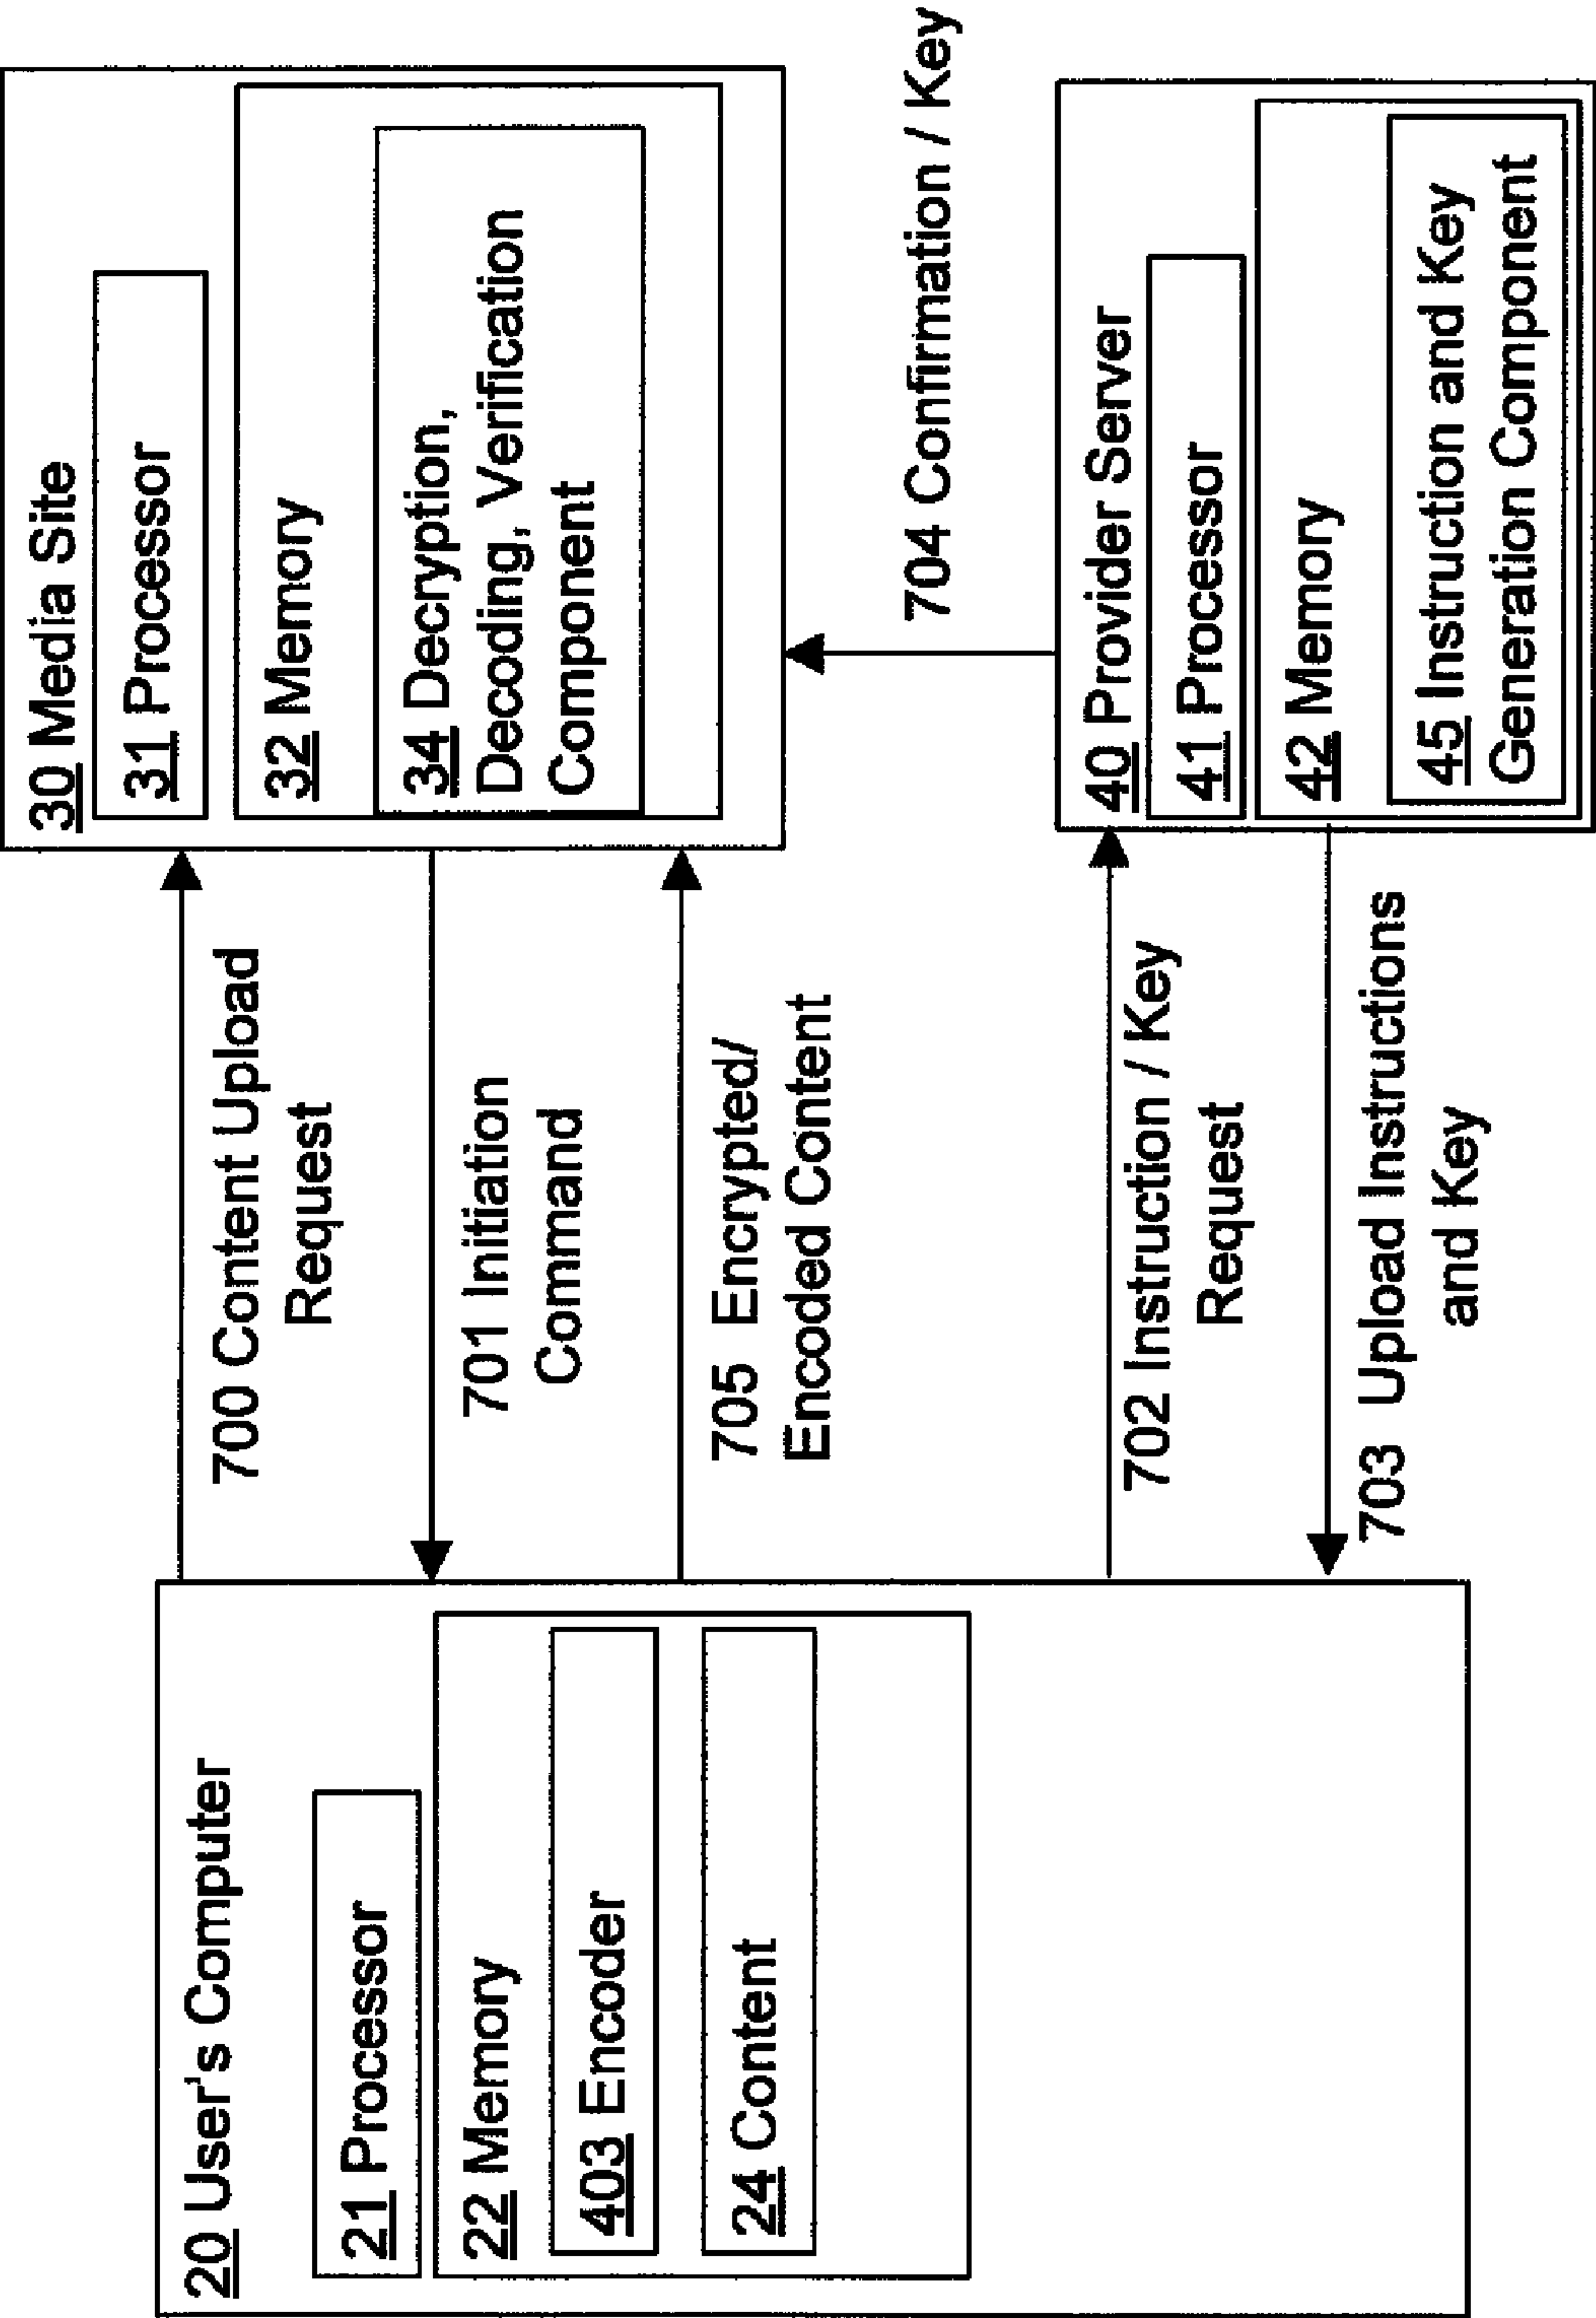 20 User's Computer
21 Processor
22 Memory
403 Encoder
24 Content
700 Content Upload
Request
701 Initiation
Command
705 Encrypted/
Encoded Content
702 Instruction / Key
Request
703 Upload Instructions
and Key
30 Media Site
31 Processor
32 Memory
34 Decryption,
Decoding, Verification
Component
704 Confirmation / Key
40 Provider Server
41 Processor
42 Memory
45 Instruction and Key
Generation Component